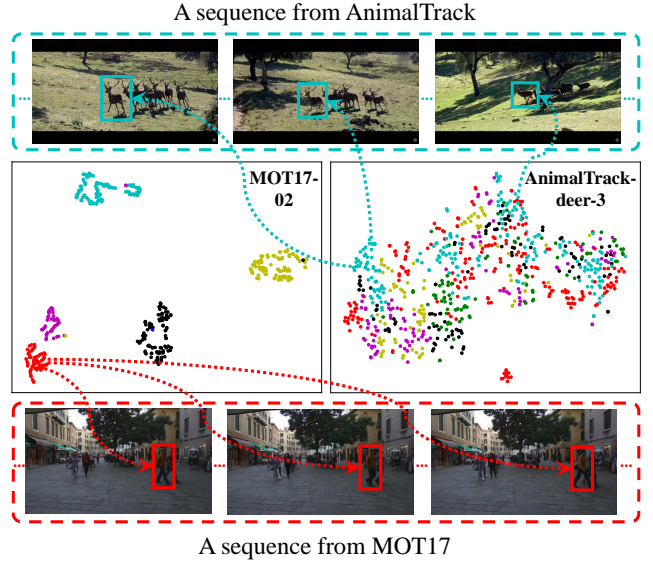 A sequence from AnimalTrack
MOT17-
02
AnimalTrack-
deer-3
A sequence from MOT17